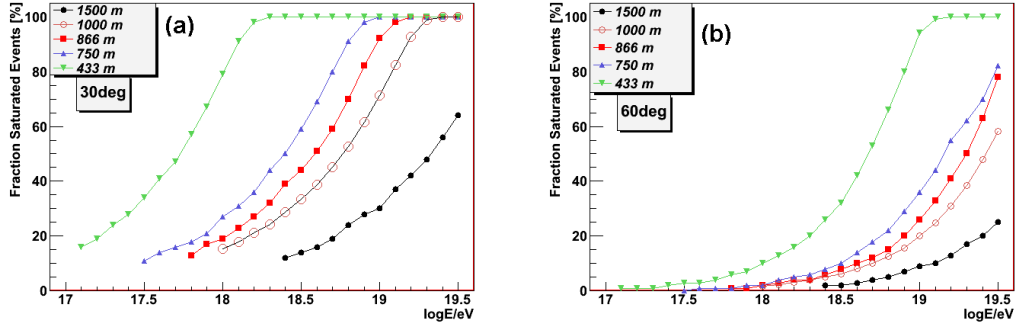 Fraction Saturated Events [%]
100
80
60
40
20
0
1500 m
1000 m
866 m
750 m
433 m
30deg
(a)
17
17.5
18
18.5
19
19.5
logE/eV
Fraction Saturated Events [%]
100
80
60
40
20
0
1500 m
1000 m
866 m
750 m
433 m
60deg
(b)
17
17.5
18
18.5
19
19.5
logE/eV